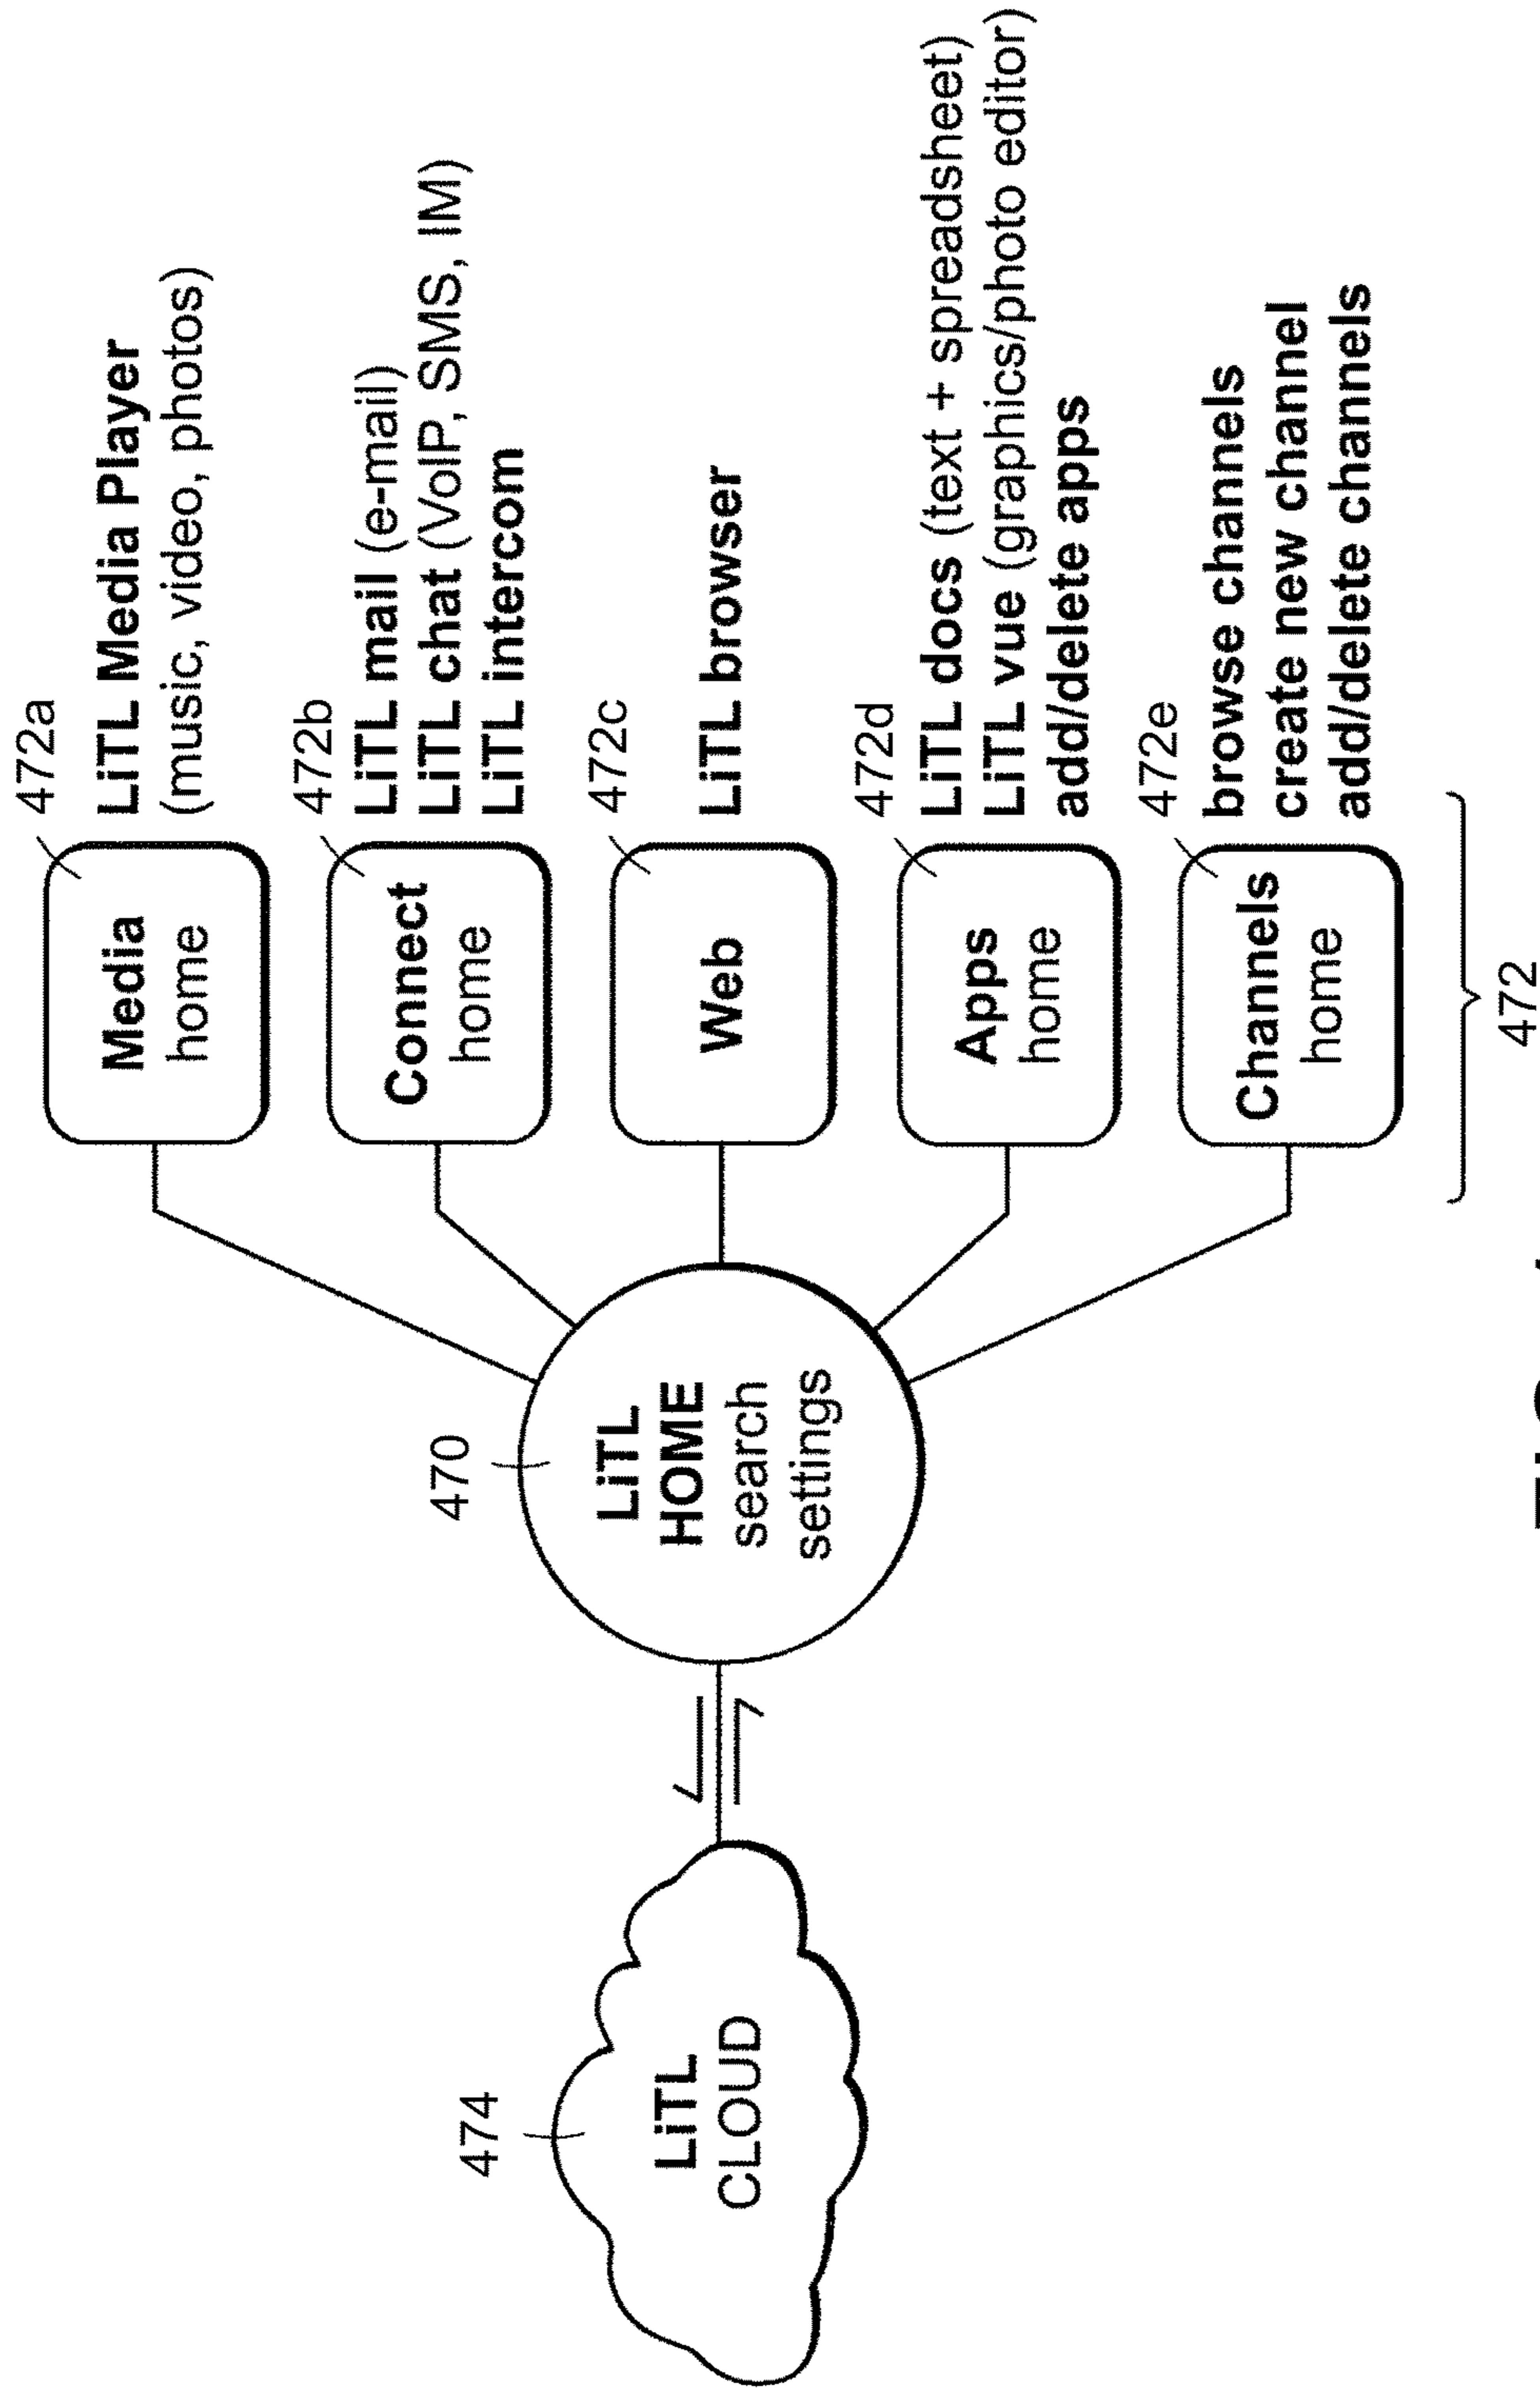 472a
LiTL Media Player
(music, video, photos)
Media
home
472b
LiTL mail (e-mail)
LiTL chat (VoIP, SMS, IM)
LiTL intercom
Connect
home
472c
LiTL browser
Web
472d
LiTL docs (text + spreadsheet)
LiTL vue (graphics/photo editor)
add/delete apps
Apps
home
472e
browse channels
create new channel
add/delete channels
Channels
home
472
470
LiTL
HOME
search
settings
474
LiTL
CLOUD